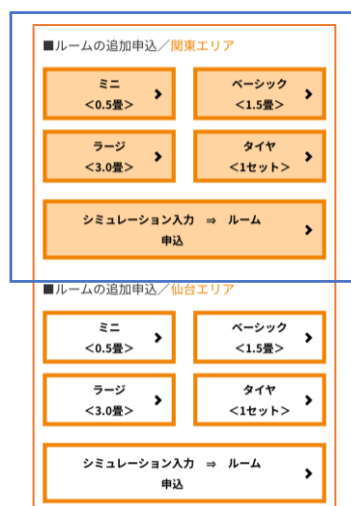 ■ルームの追加申込／関東エリア
ミニ
<0.5畳>
ベーシック
<1.5畳>
ラージ
<3.0畳>
タイヤ
<1セット>
シミュレーション入力 ⇒ ルーム
申込
■ルームの追加申込／仙台エリア
ミニ
<0.5畳>
ベーシック
<1.5畳>
ラージ
<3.0畳>
タイヤ
<1セット>
シミュレーション入力 ⇒ ルーム
申込